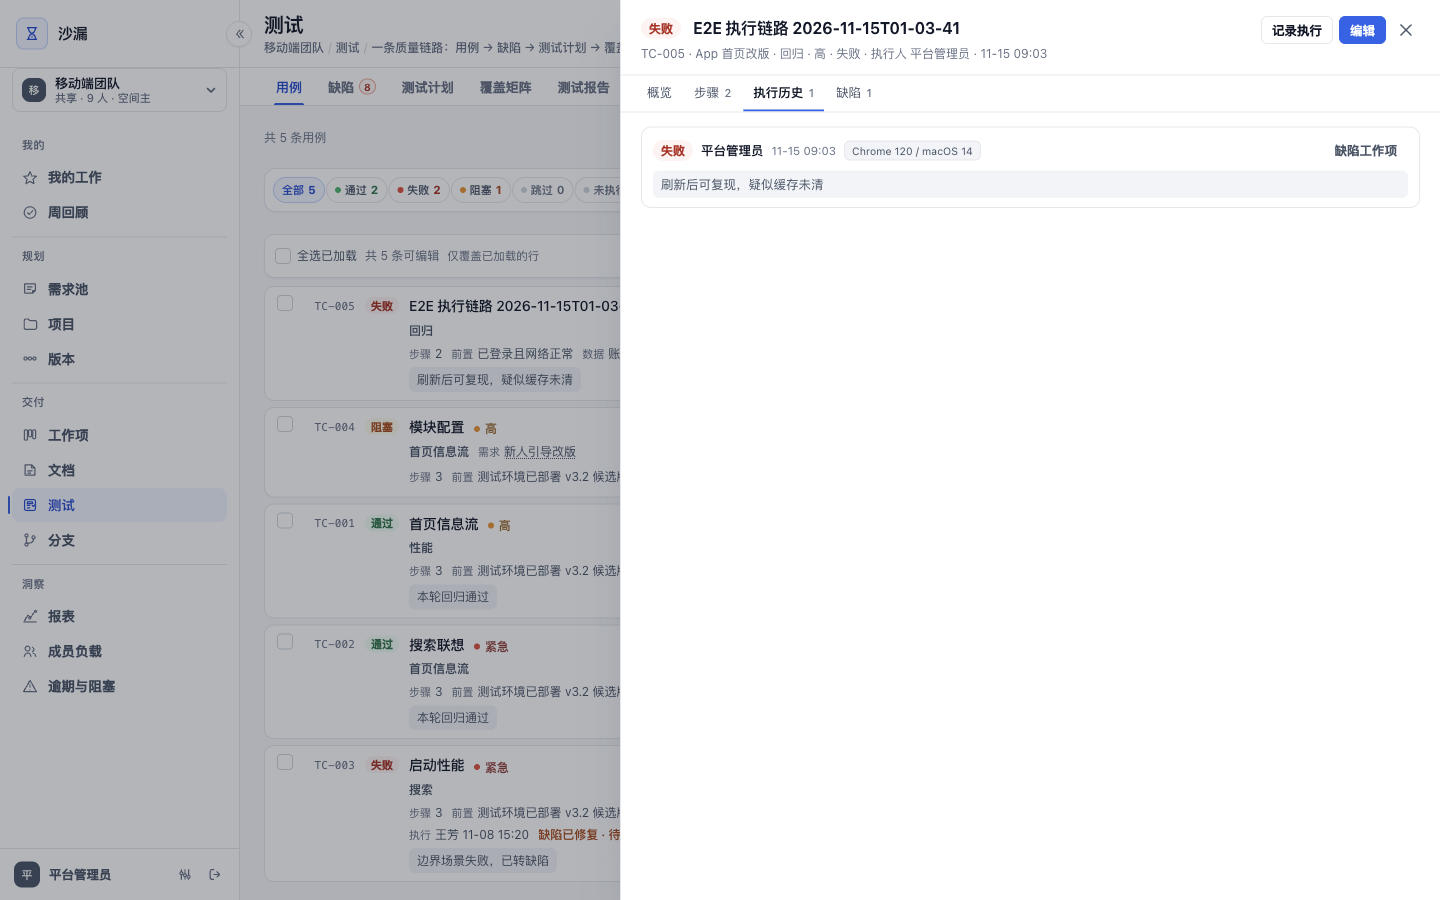 沙漏
移
移动端团队
共享 · 9 人 · 空间主
我的
我的工作
周回顾
规划
需求池
项目
版本
交付
工作项
文档
测试
分支
洞察
报表
成员负载
逾期与阻塞
平
平台管理员
测试
移动端团队 / 测试 / 一条质量链路：用例 → 缺陷 → 测试计划 → 覆
用例
缺陷 8
测试计划
覆盖矩阵
测试报告
共 5 条用例
全部 5
通过 2
失败 2
阻塞 1
跳过 0
未执
全选已加载 共 5 条可编辑 仅覆盖已加载的行
TC-005 失败 E2E 执行链路 2026-11-15T01-03
回归
步骤 2 前置 已登录且网络正常 数据 账
刷新后可复现，疑似缓存未清
TC-004 阻塞 模块配置 高
首页信息流 需求 新人引导改版
步骤 3 前置 测试环境已部署 v3.2 候选
TC-001 通过 首页信息流 高
性能
步骤 3 前置 测试环境已部署 v3.2 候选
本轮回归通过
TC-002 通过 搜索联想 紧急
首页信息流
步骤 3 前置 测试环境已部署 v3.2 候选
本轮回归通过
TC-003 失败 启动性能 紧急
搜索
步骤 3 前置 测试环境已部署 v3.2 候选
执行 王芳 11-08 15:20 缺陷已修复 · 待
边界场景失败，已转缺陷
失败 E2E 执行链路 2026-11-15T01-03-41
记录执行
编辑
TC-005 · App 首页改版 · 回归 · 高 · 失败 · 执行人 平台管理员 · 11-15 09:03
概览
步骤 2
执行历史 1
缺陷 1
失败 平台管理员 11-15 09:03 Chrome 120 / macOS 14
缺陷工作项
刷新后可复现，疑似缓存未清